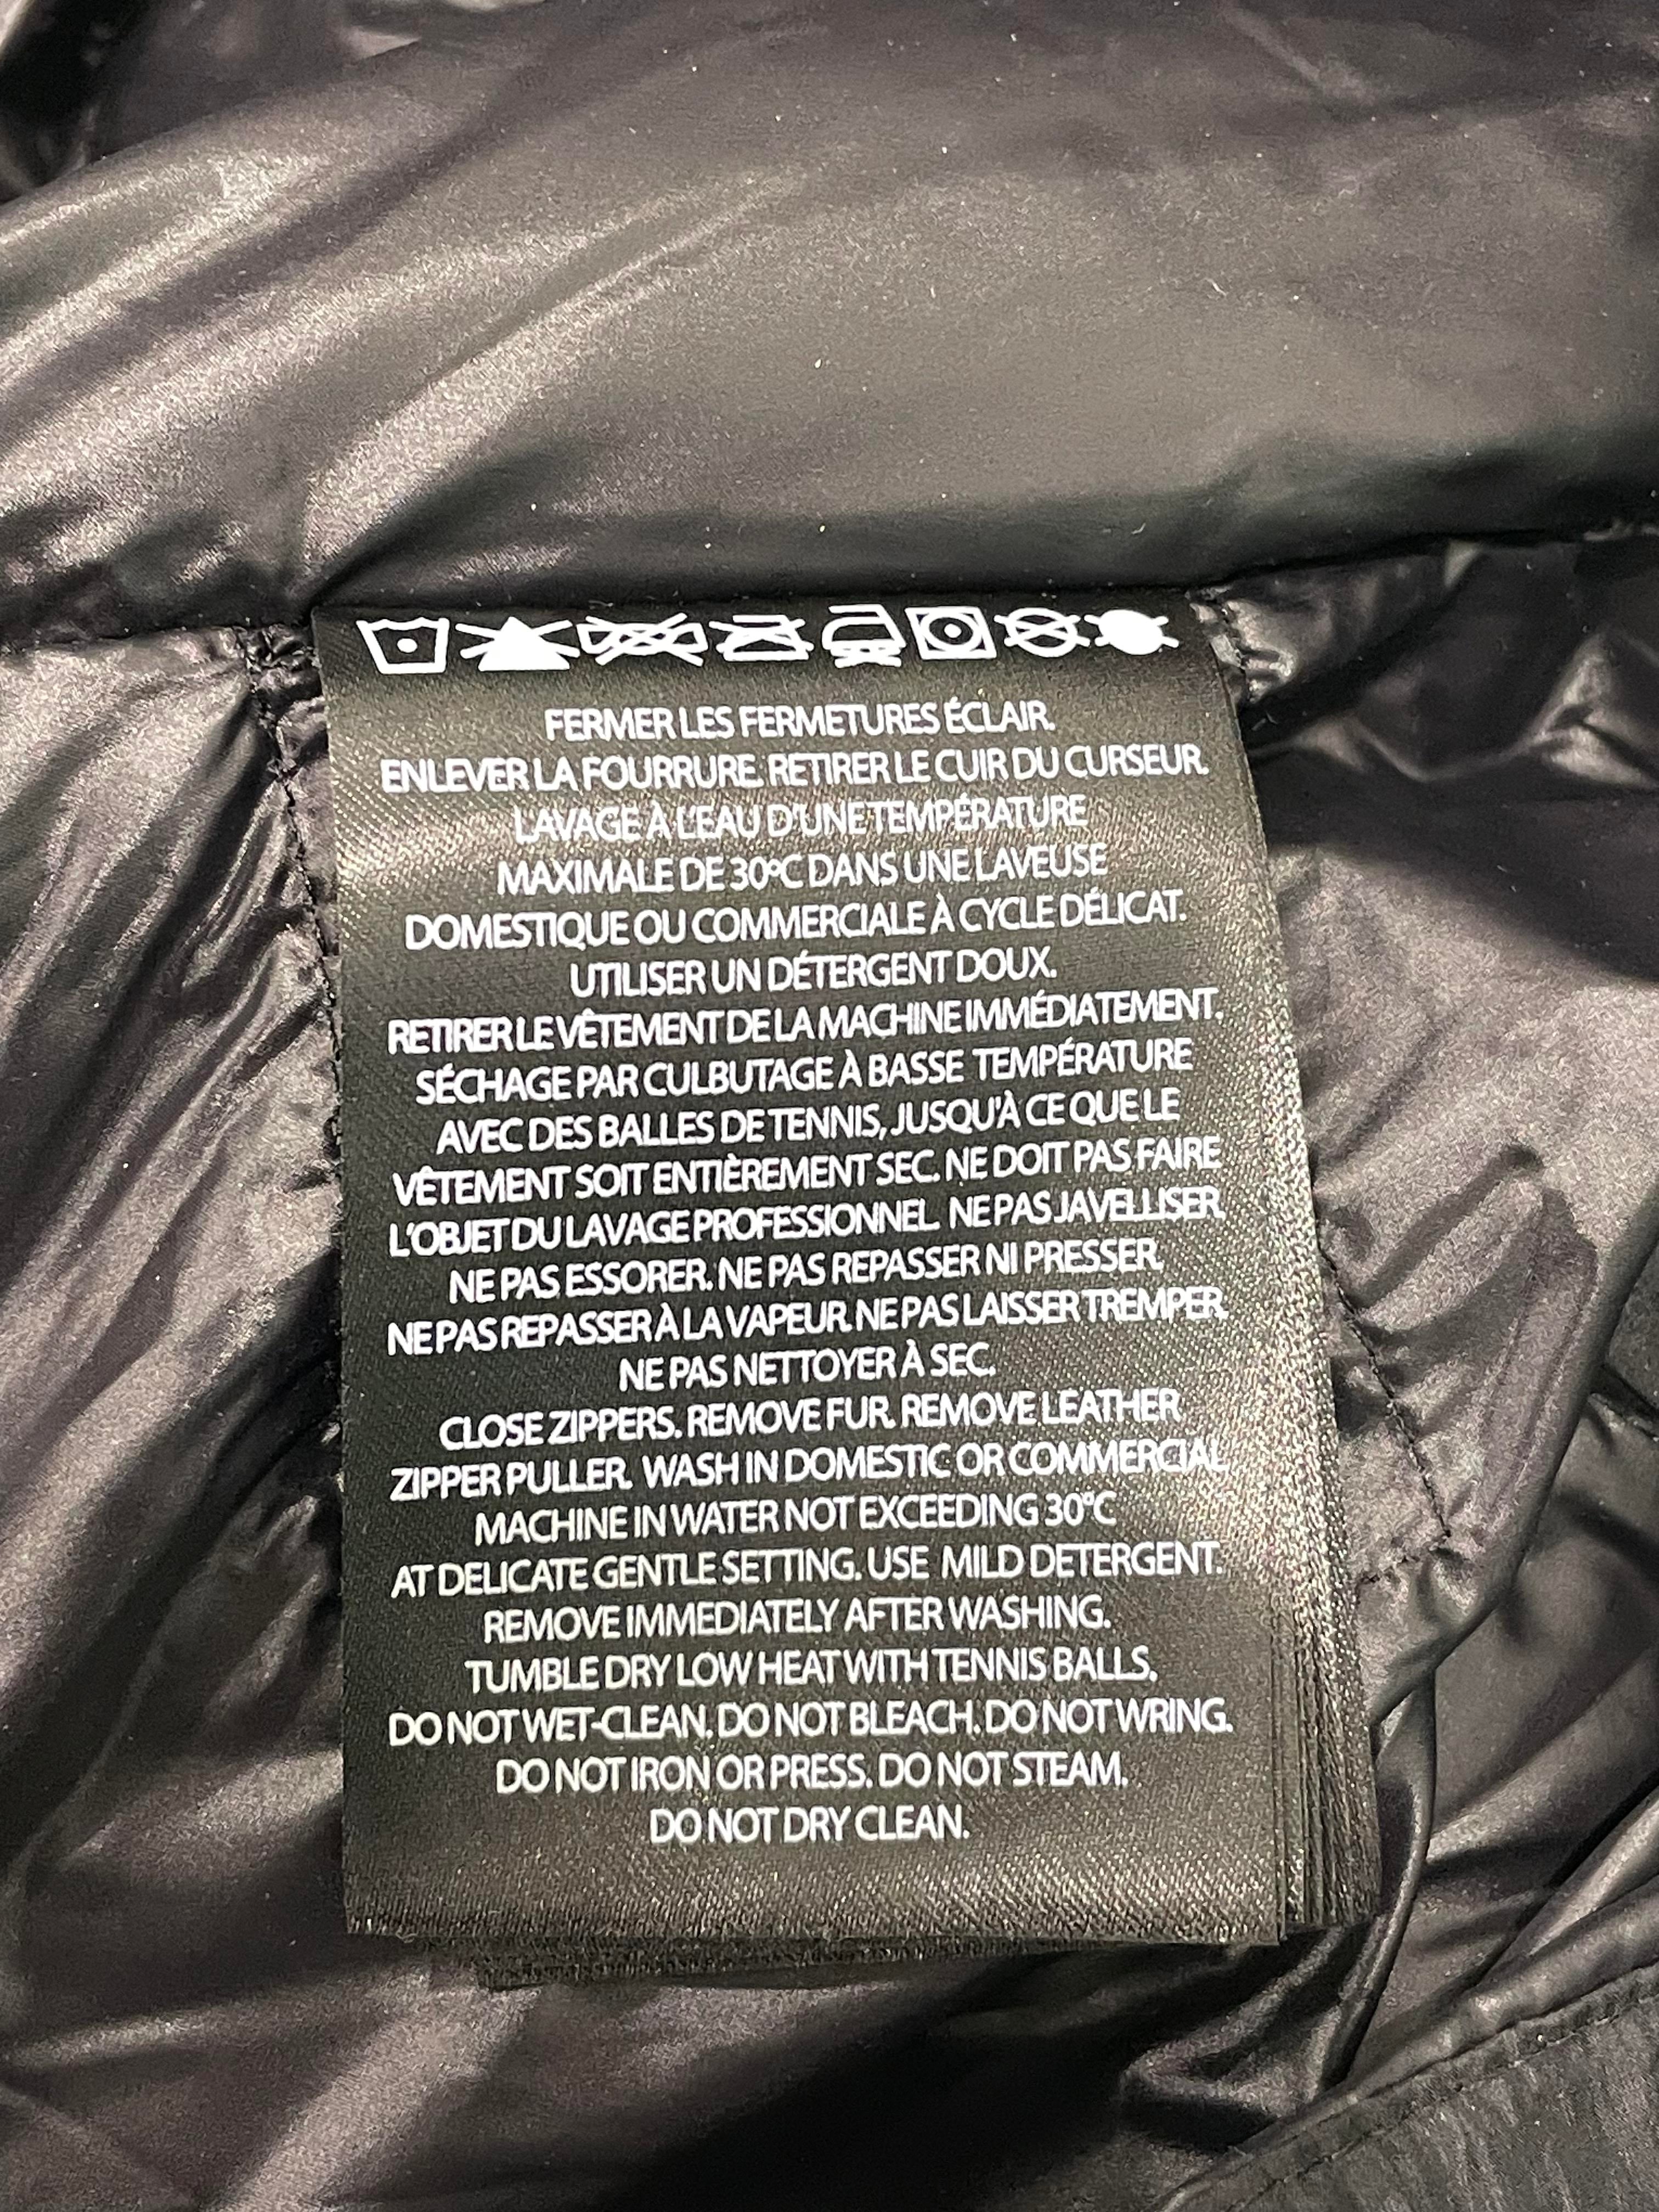 FERMER LES FERMETURES ÉCLAIR.
ENLEVER LA FOURRURE. RETIRER LE CUIR DU CURSEUR.
LAVAGE À L'EAU D'UNE TEMPÉRATURE
MAXIMALE DE 30ºC DANS UNE LAVEUSE
DOMESTIQUE OU COMMERCIALE À CYCLE DÉLICAT.
UTILISER UN DÉTERGENT DOUX.
RETIRER LE VÊTEMENT DE LA MACHINE IMMÉDIATEMENT.
SÉCHAGE PAR CULBUTAGE À BASSE TEMPÉRATURE
AVEC DES BALLES DE TENNIS, JUSQU'À CE QUE LE
VÊTEMENT SOIT ENTIÈREMENT SEC. NE DOIT PAS FAIRE
L'OBJET DU LAVAGE PROFESSIONNEL. NE PAS JAVELLISER.
NE PAS ESSORER. NE PAS REPASSER NI PRESSER.
NE PAS REPASSER À LA VAPEUR. NE PAS LAISSER TREMPER.
NE PAS NETTOYER À SEC.
CLOSE ZIPPERS. REMOVE FUR. REMOVE LEATHER
ZIPPER PULLER. WASH IN DOMESTIC OR COMMERCIAL
MACHINE IN WATER NOT EXCEEDING 30°C
AT DELICATE GENTLE SETTING. USE MILD DETERGENT.
REMOVE IMMEDIATELY AFTER WASHING.
TUMBLE DRY LOW HEAT WITH TENNIS BALLS.
DO NOT WET-CLEAN. DO NOT BLEACH. DO NOT WRING.
DO NOT IRON OR PRESS. DO NOT STEAM.
DO NOT DRY CLEAN.